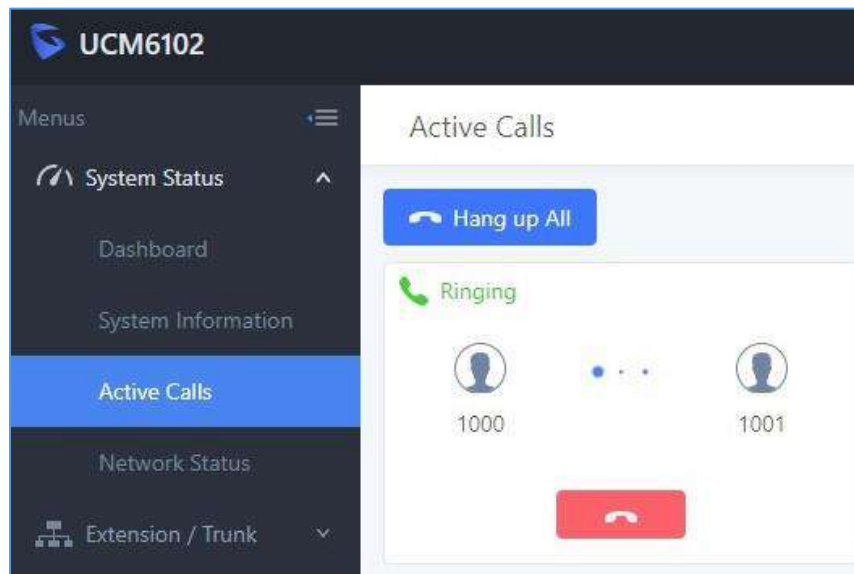 UCM6102
Menus
System Status
Dashboard
System Information
Active Calls
Network Status
Extension / Trunk
Active Calls
Hang up All
Ringing
1000
1001